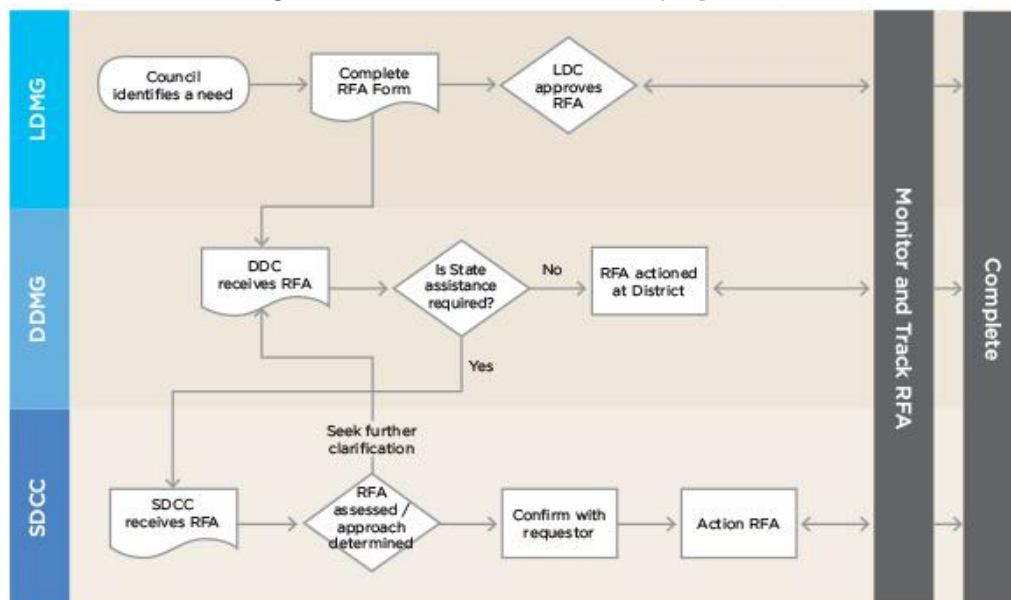 LDMG
Council
identifies a need
Complete
RFA Form
LDC
approves
RFA
DDMG
DDC
receives RFA
Is State
assistance
required?
No
RFA actioned
at District
Yes
SDCC
Seek further
clarification
SDCC
receives RFA
RFA
assessed /
approach
determined
Confirm with
requestor
Action RFA
Monitor and Track RFA
Complete